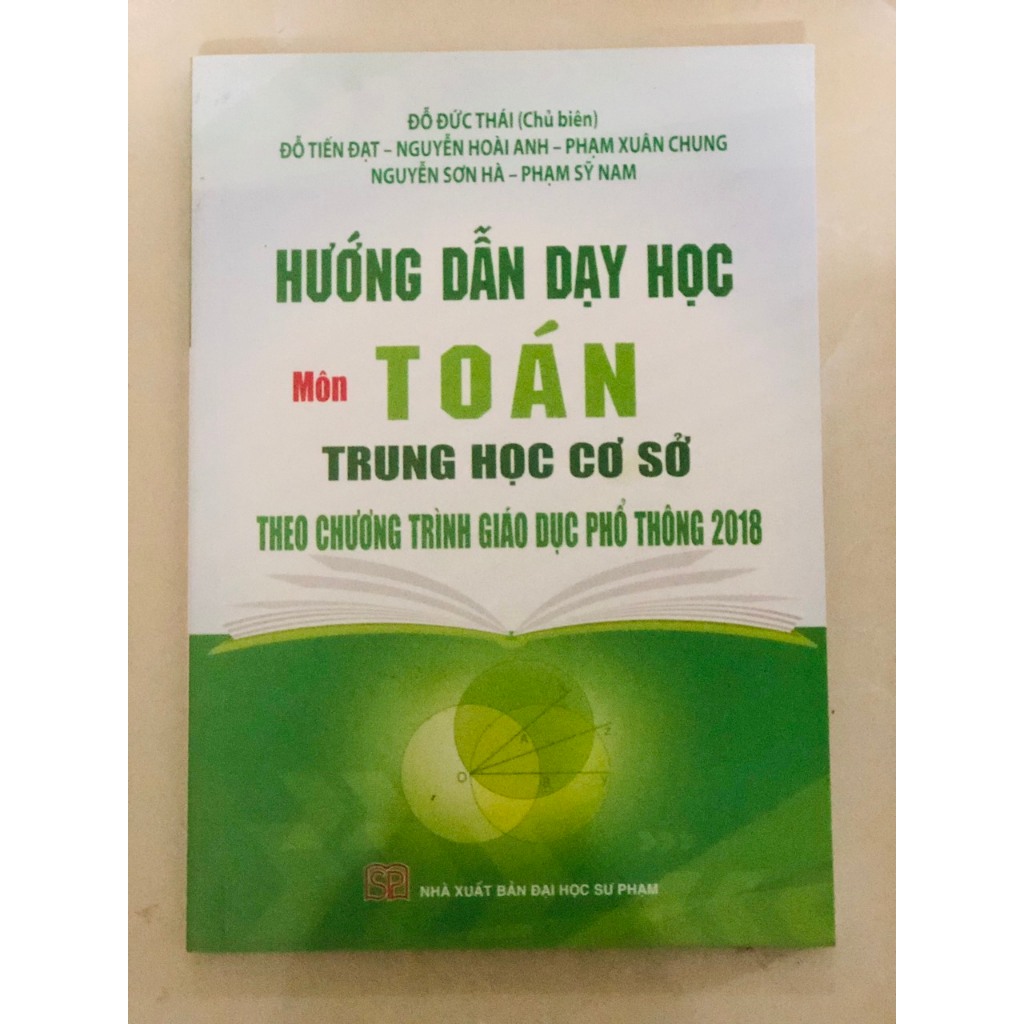 ĐỖ ĐỨC THÁI (Chủ biên)
ĐỖ TIẾN ĐẠT – NGUYỄN HOÀI ANH – PHẠM XUÂN CHUNG
NGUYỄN SƠN HÀ – PHẠM SỸ NAM
HƯỚNG DẪN DẠY HỌC
Môn TOÁN
TRUNG HỌC CƠ SỞ
THEO CHƯƠNG TRÌNH GIÁO DỤC PHỔ THÔNG 2018
A
z
O
SP
NHÀ XUẤT BẢN ĐẠI HỌC SƯ PHẠM